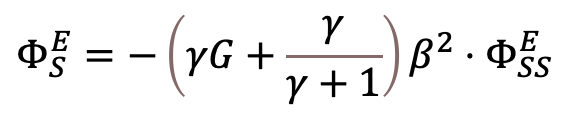 Φ_S^E = − (γG + γ/(γ + 1)) β² · Φ_SS^E